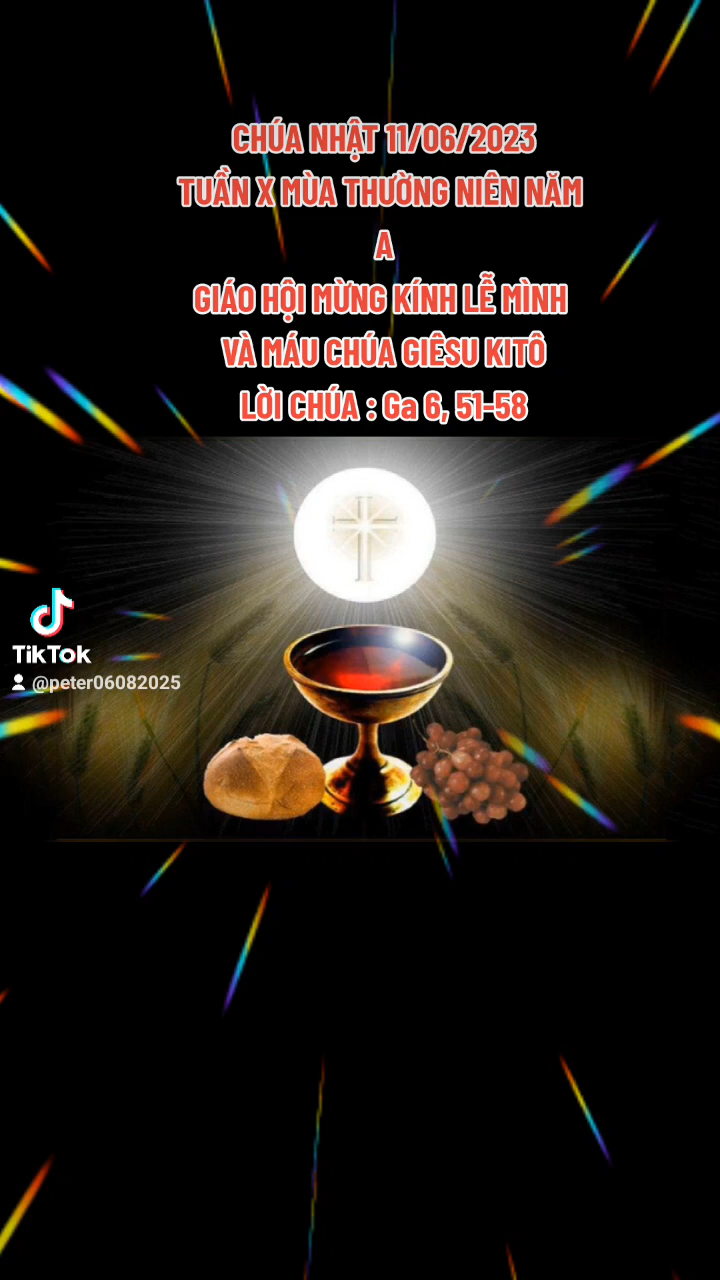 CHÚA NHẬT 11/06/2023
TUẦN X MÙA THƯỜNG NIÊN NĂM
A
GIÁO HỘI MỪNG KÍNH LỄ MÌNH
VÀ MÁU CHÚA GIÊSU KITÔ
LỜI CHÚA : Ga 6, 51-58
TikTok
@peter06082025